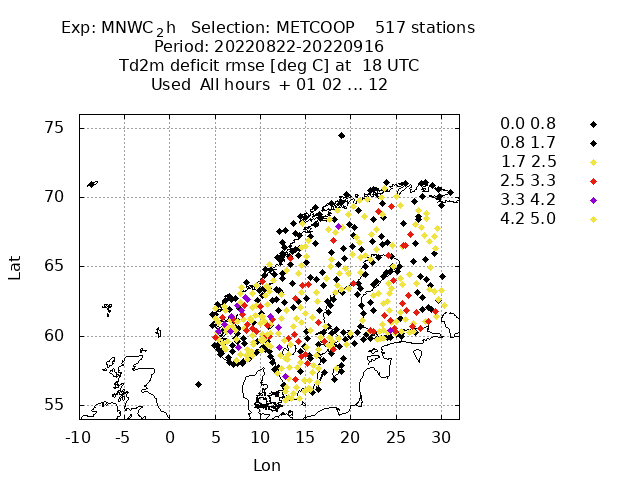 Exp: MNWC2h   Selection: METCOOP    517 stations
Period: 20220822-20220916
Td2m deficit rmse [deg C] at  18 UTC
Used  All hours  + 01 02 ... 12
0.0 0.8
0.8 1.7
1.7 2.5
2.5 3.3
3.3 4.2
4.2 5.0
75
70
65
60
55
Lat
-10 -5 0 5 10 15 20 25 30
Lon